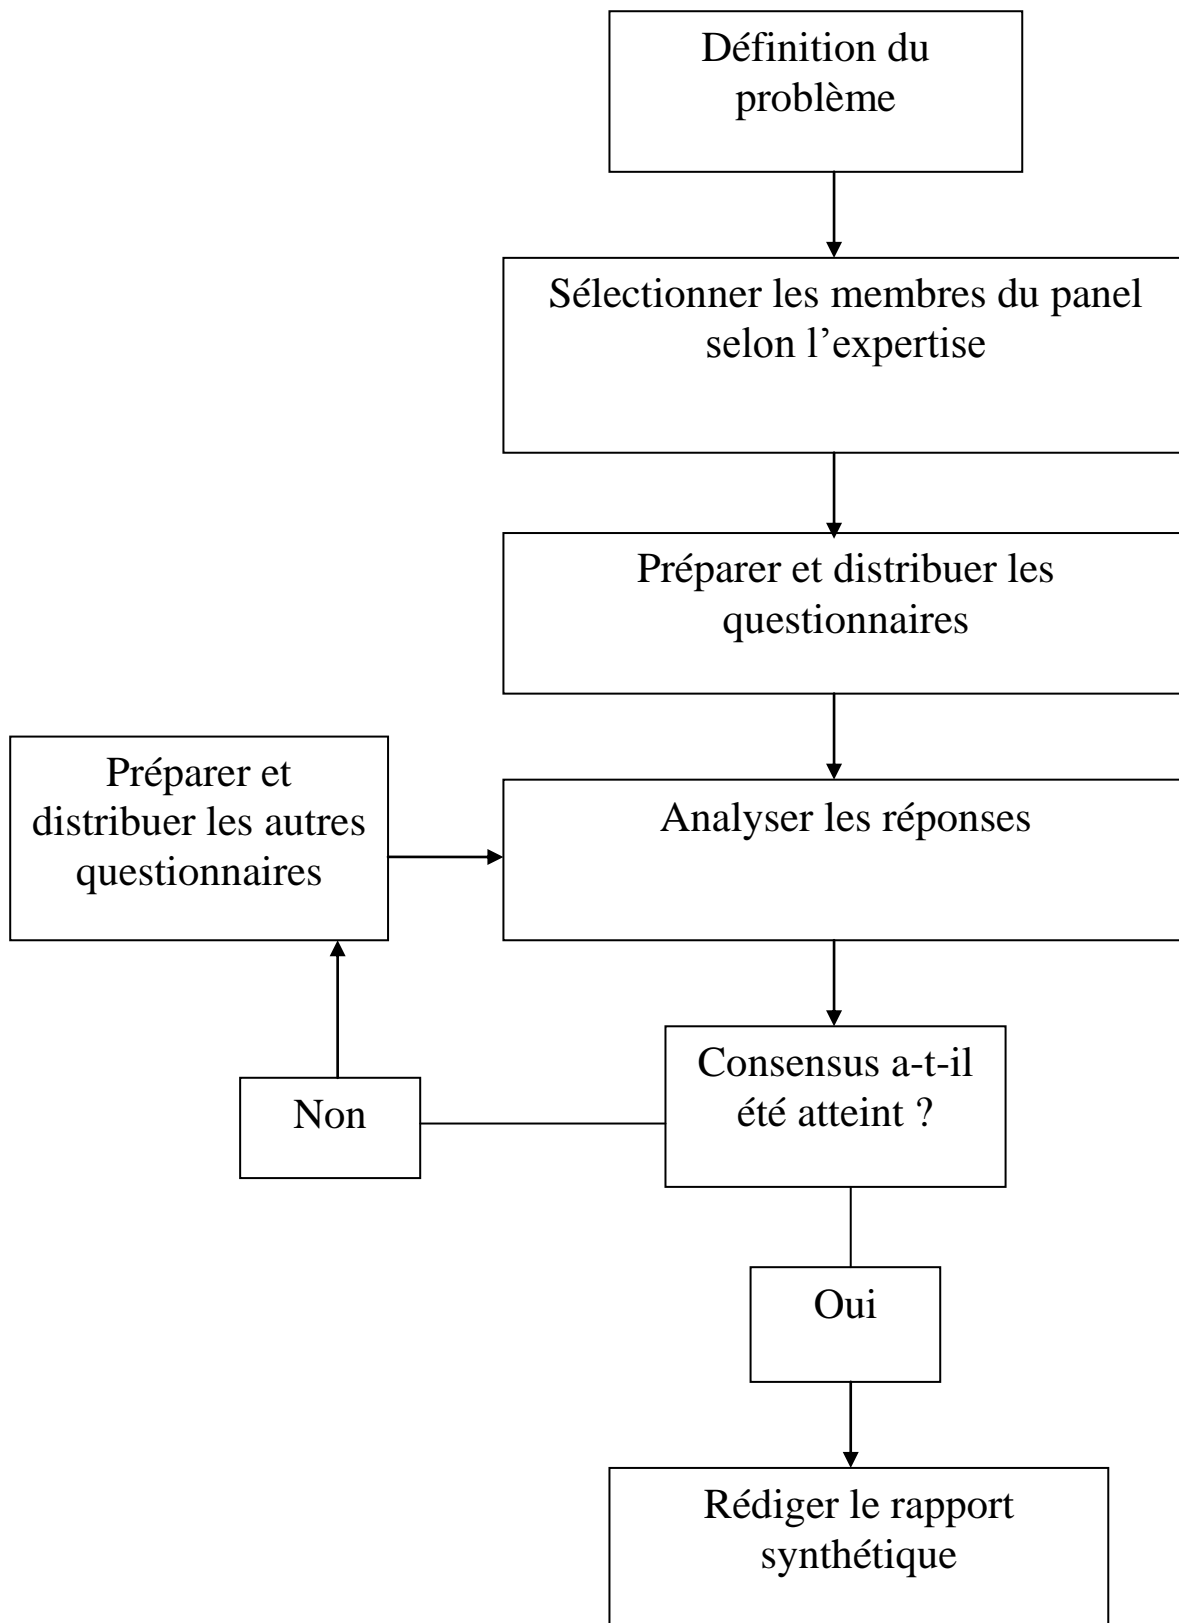 Définition du
problème
Sélectionner les membres du panel
selon l’expertise
Préparer et distribuer les
questionnaires
Préparer et
distribuer les autres
questionnaires
Analyser les réponses
Consensus a-t-il
été atteint ?
Non
Oui
Rédiger le rapport
synthétique